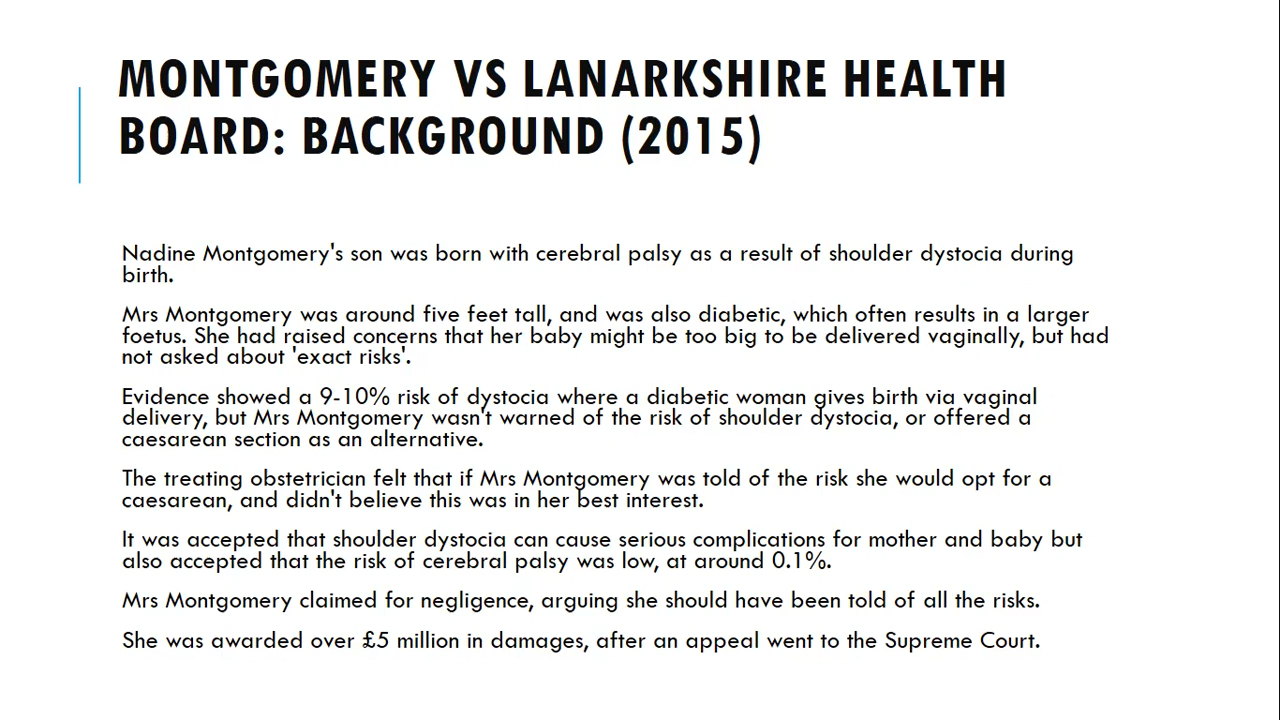 MONTGOMERY VS LANARKSHIRE HEALTH
BOARD: BACKGROUND (2015)
Nadine Montgomery's son was born with cerebral palsy as a result of shoulder dystocia during
birth.
Mrs Montgomery was around five feet tall, and was also diabetic, which often results in a larger
foetus. She had raised concerns that her baby might be too big to be delivered vaginally, but had
not asked about 'exact risks'.
Evidence showed a 9-10% risk of dystocia where a diabetic woman gives birth via vaginal
delivery, but Mrs Montgomery wasn't warned of the risk of shoulder dystocia, or offered a
caesarean section as an alternative.
The treating obstetrician felt that if Mrs Montgomery was told of the risk she would opt for a
caesarean, and didn't believe this was in her best interest.
It was accepted that shoulder dystocia can cause serious complications for mother and baby but
also accepted that the risk of cerebral palsy was low, at around 0.1%.
Mrs Montgomery claimed for negligence, arguing she should have been told of all the risks.
She was awarded over £5 million in damages, after an appeal went to the Supreme Court.